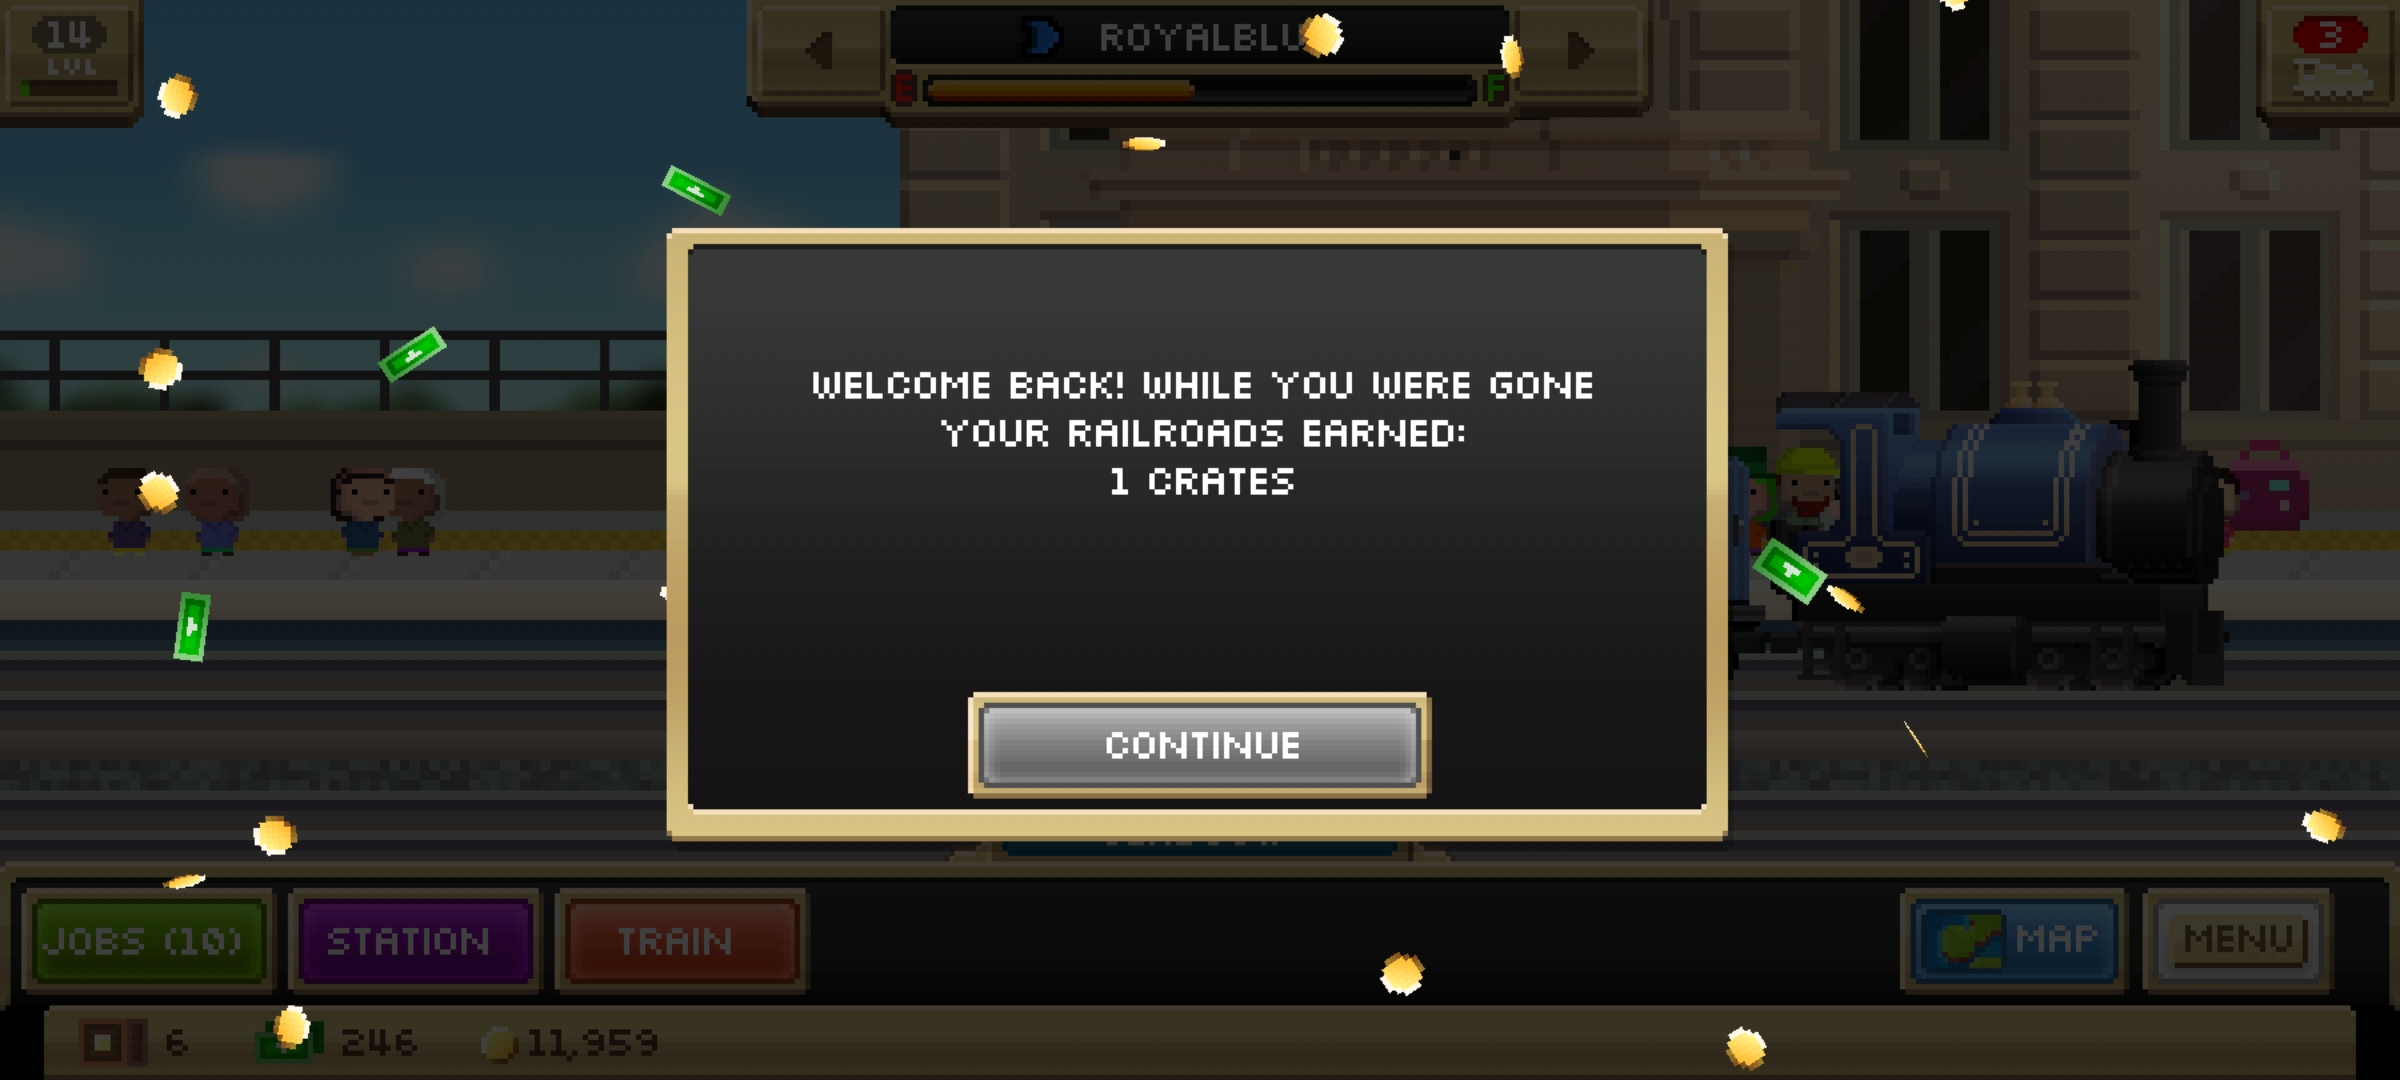 14
LVL
ROYALBLU
E
F
3
WELCOME BACK! WHILE YOU WERE GONE
YOUR RAILROADS EARNED:
1 CRATES
CONTINUE
JOBS (10)
STATION
TRAIN
MAP
MENU
6
246
11,959